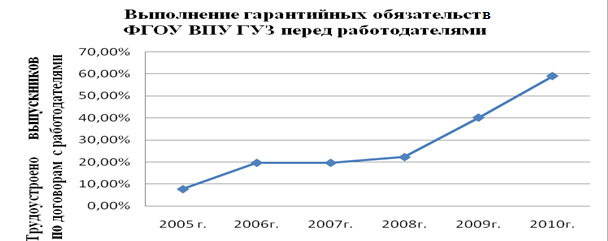 Выполнение гарантийных обязательств
ФГОУ ВПУ ГУЗ перед работодателями
Трудоустроено выпускников
по договорам с работодателями
70,00%
60,00%
50,00%
40,00%
30,00%
20,00%
10,00%
0,00%
2005 г. 2006г. 2007г. 2008г. 2009г. 2010г.